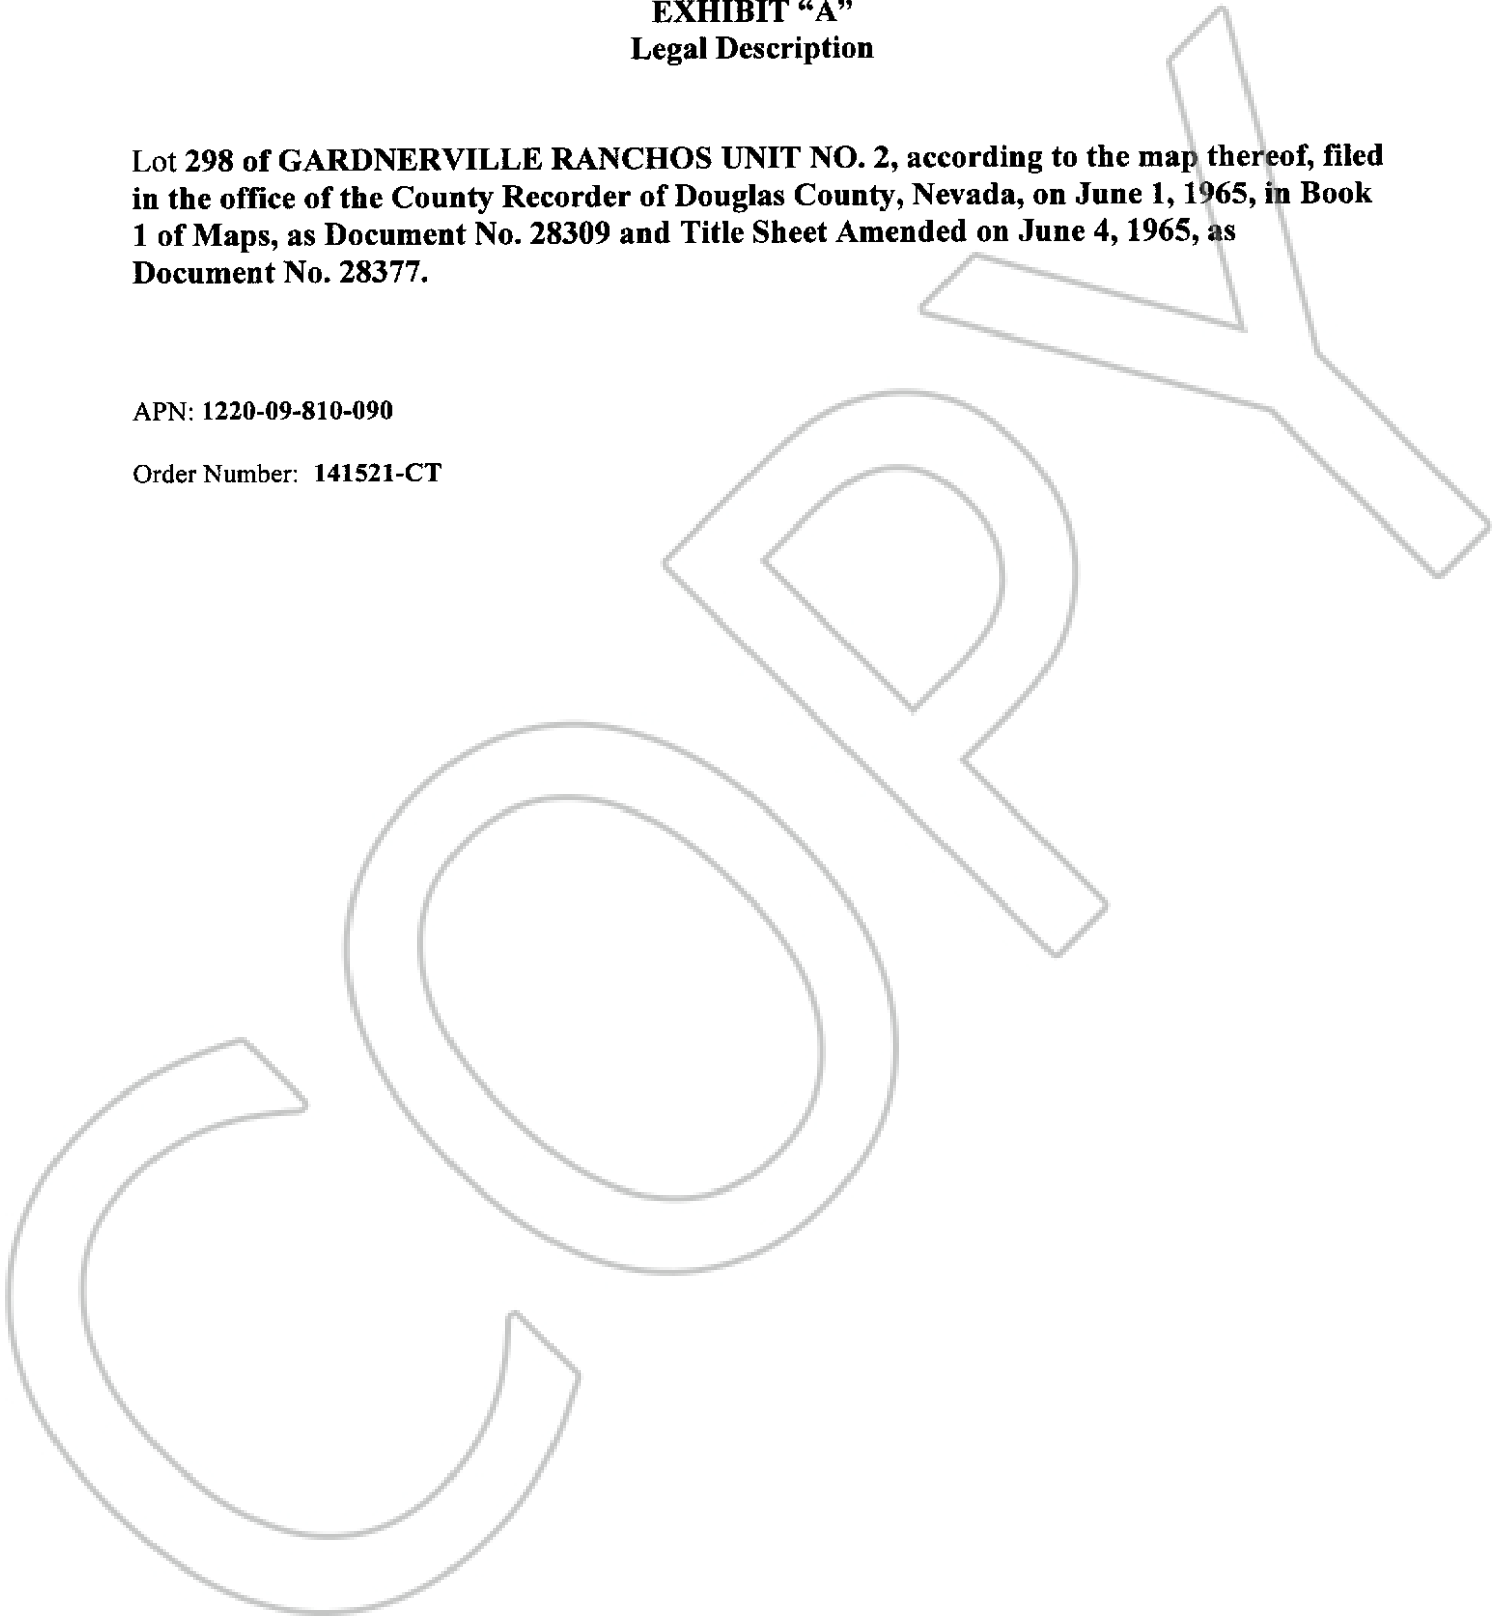 EXHIBIT “A”
Legal Description
Lot 298 of GARDNERVILLE RANCHOS UNIT NO. 2, according to the map thereof, filed
in the office of the County Recorder of Douglas County, Nevada, on June 1, 1965, in Book
1 of Maps, as Document No. 28309 and Title Sheet Amended on June 4, 1965, as
Document No. 28377.
APN: 1220-09-810-090
Order Number: 141521-CT
COPY